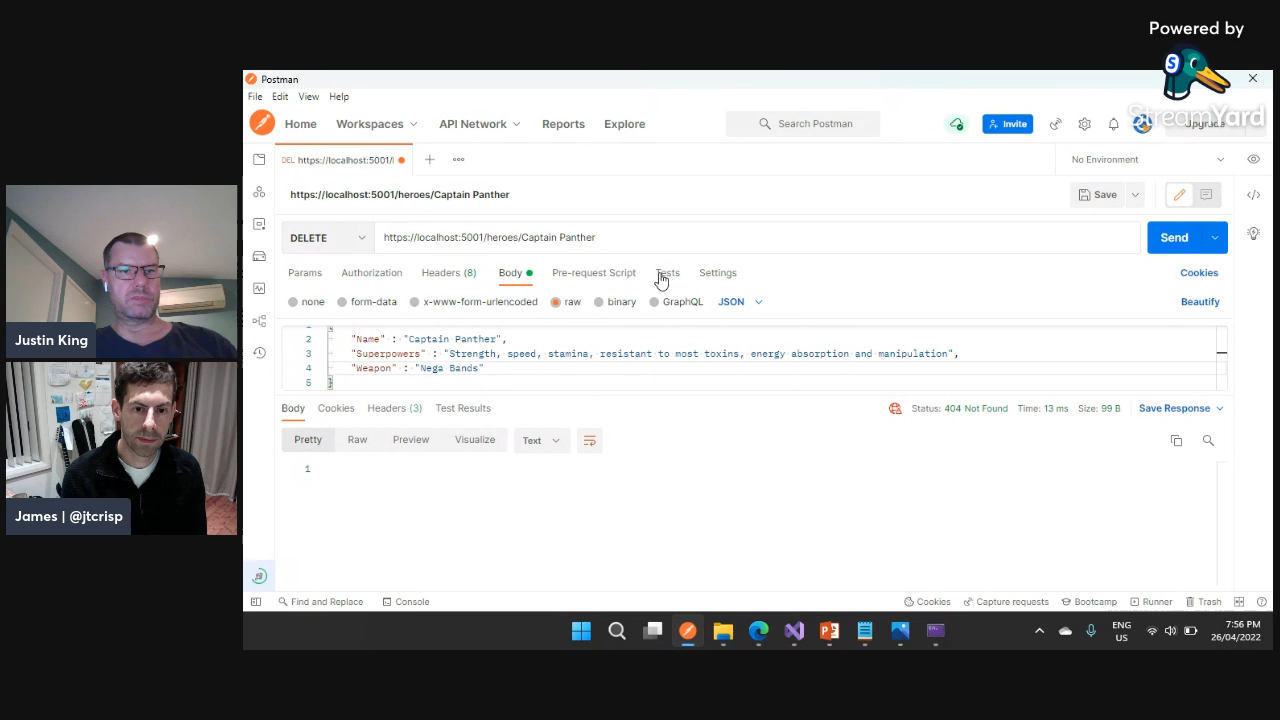 Powered by
StreamYard
Postman
File Edit View Help
Home Workspaces API Network Reports Explore
Search Postman
Invite
Upgrade
DEL https://localhost:5001/
No Environment
https://localhost:5001/heroes/Captain Panther
Save
DELETE
https://localhost:5001/heroes/Captain Panther
Send
Params Authorization Headers (8) Body Pre-request Script Tests Settings
Cookies
none form-data x-www-form-urlencoded raw binary GraphQL JSON
Beautify
2 "Name" : "Captain Panther",
3 "Superpowers" : "Strength, speed, stamina, resistant to most toxins, energy absorption and manipulation",
4 "Weapon" : "Nega Bands"
5 }
Body Cookies Headers (3) Test Results
Status: 404 Not Found Time: 13 ms Size: 99 B Save Response
Pretty Raw Preview Visualize Text
1
Find and Replace Console
Cookies Capture requests Bootcamp Runner Trash
ENG
US
7:56 PM
26/04/2022
Justin King
James | @jtcrisp